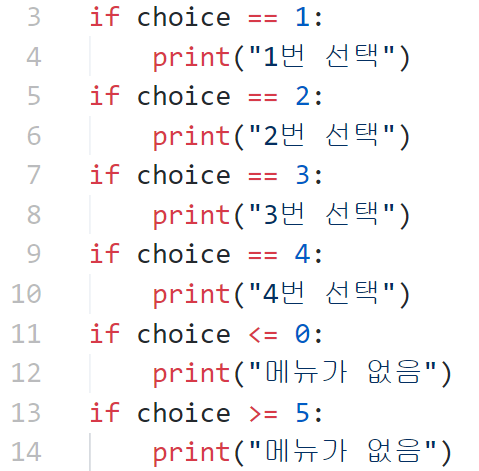 3 if choice == 1:
4     print("1번 선택")
5 if choice == 2:
6     print("2번 선택")
7 if choice == 3:
8     print("3번 선택")
9 if choice == 4:
10     print("4번 선택")
11 if choice <= 0:
12     print("메뉴가 없음")
13 if choice >= 5:
14     print("메뉴가 없음")